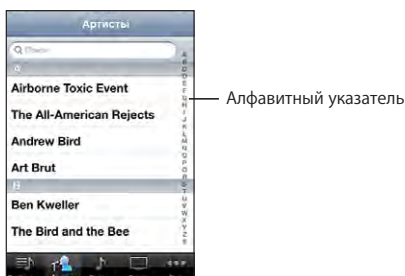 Артисты
Поиск
A
Airborne Toxic Event
The All-American Rejects
Andrew Bird
Art Brut
B
Ben Kweller
The Bird and the Bee
Алфавитный указатель